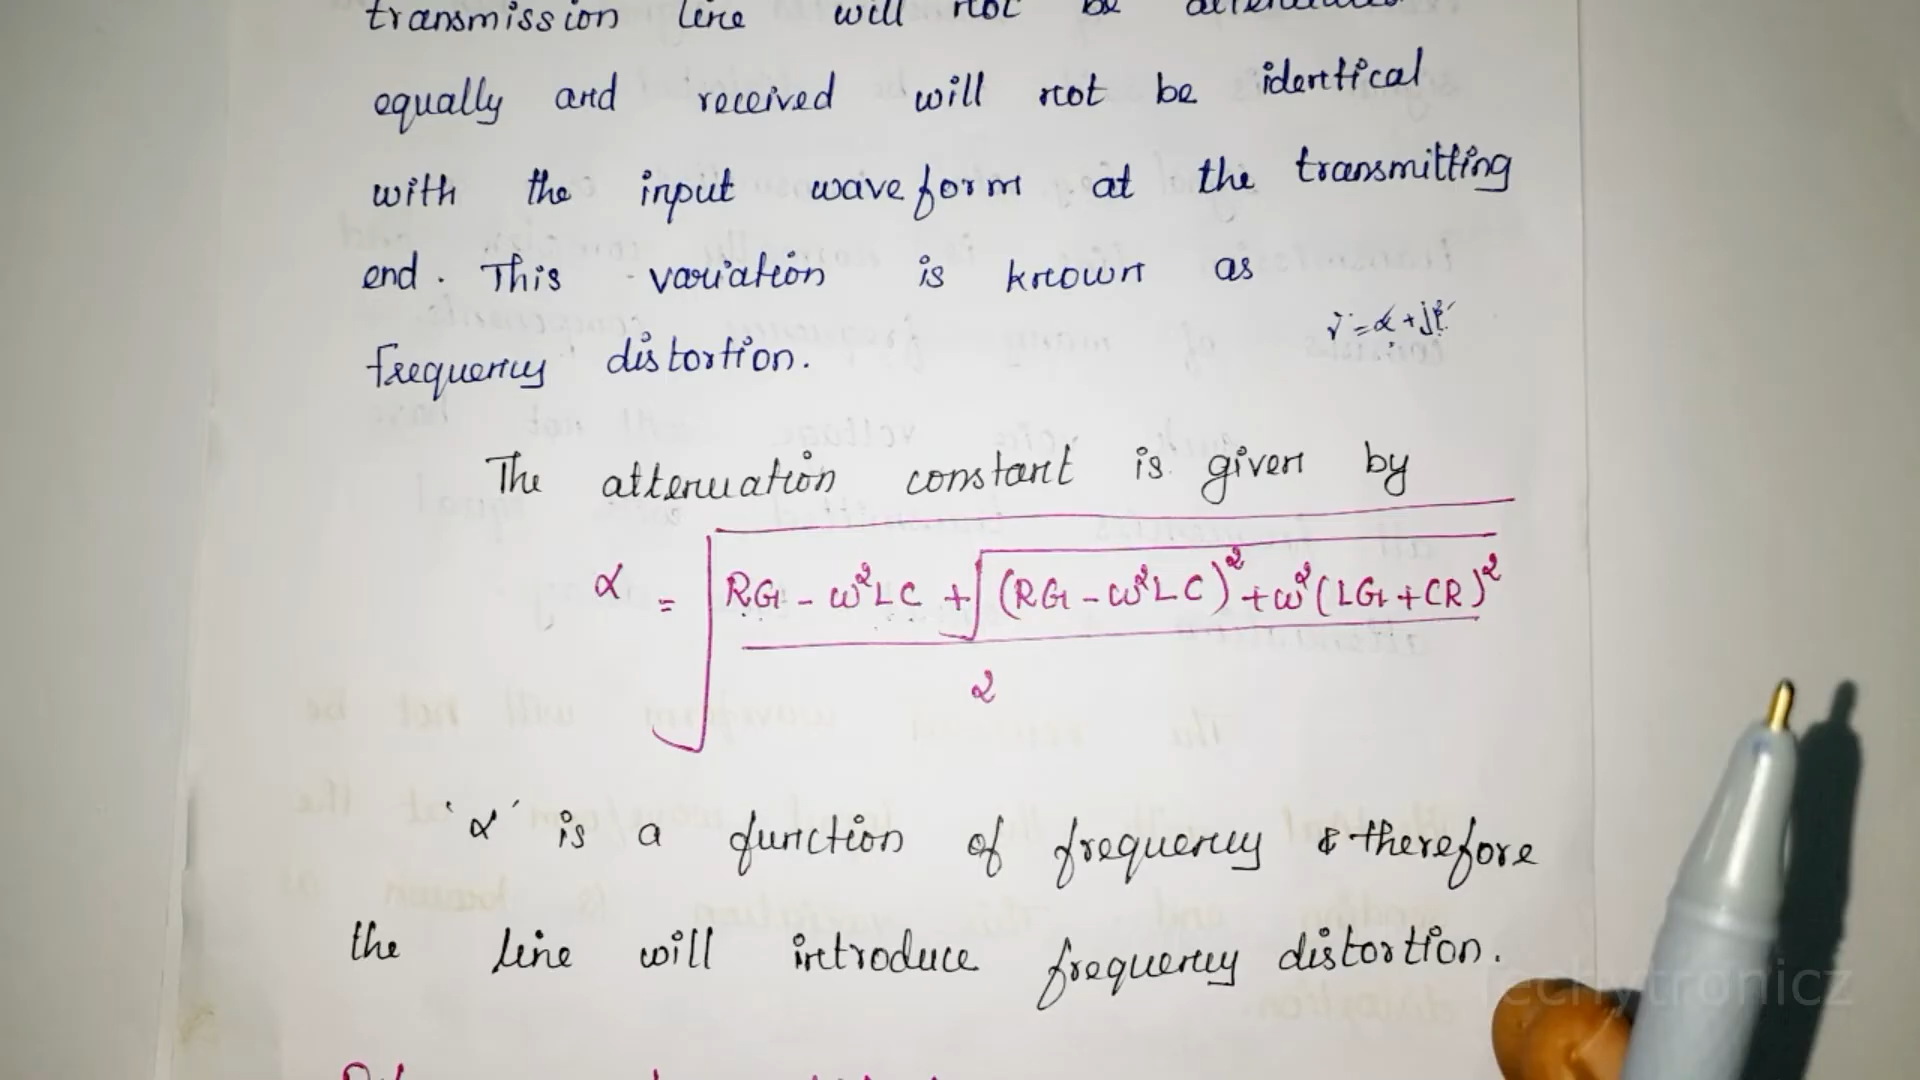 transmission line will not be
equally and received will not be identical
with the input waveform at the transmitting
end. This variation is known as
γ = α + jβ
frequency distortion.
The attenuation constant is given by
α = √((RG - ω²LC + √((RG - ω²LC)² + ω²(LG + CR)²)) / 2)
'α' is a function of frequency & therefore
the line will introduce frequency distortion.
Techytronicz